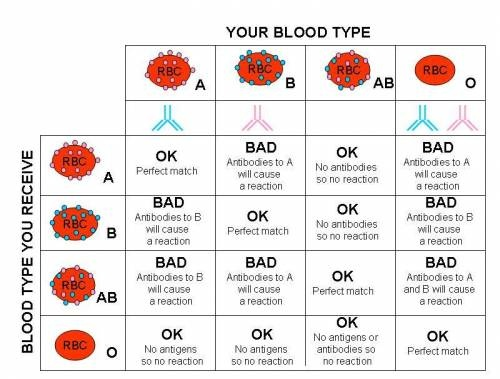 YOUR BLOOD TYPE
RBC A
RBC B
RBC AB
RBC O
BLOOD TYPE YOU RECEIVE
RBC A
OK
Perfect match
BAD
Antibodies to A
will cause
a reaction
OK
No antibodies
so no reaction
BAD
Antibodies to A
will cause
a reaction
RBC B
BAD
Antibodies to B
will cause
a reaction
OK
Perfect match
OK
No antibodies
so no reaction
BAD
Antibodies to B
will cause
a reaction
RBC AB
BAD
Antibodies to B
will cause
a reaction
BAD
Antibodies to A
will cause
a reaction
OK
Perfect match
BAD
Antibodies to A
and B will cause
a reaction
RBC O
OK
No antigens
so no reaction
OK
No antigens
so no reaction
OK
No antigens or
antibodies so
no reaction
OK
Perfect match